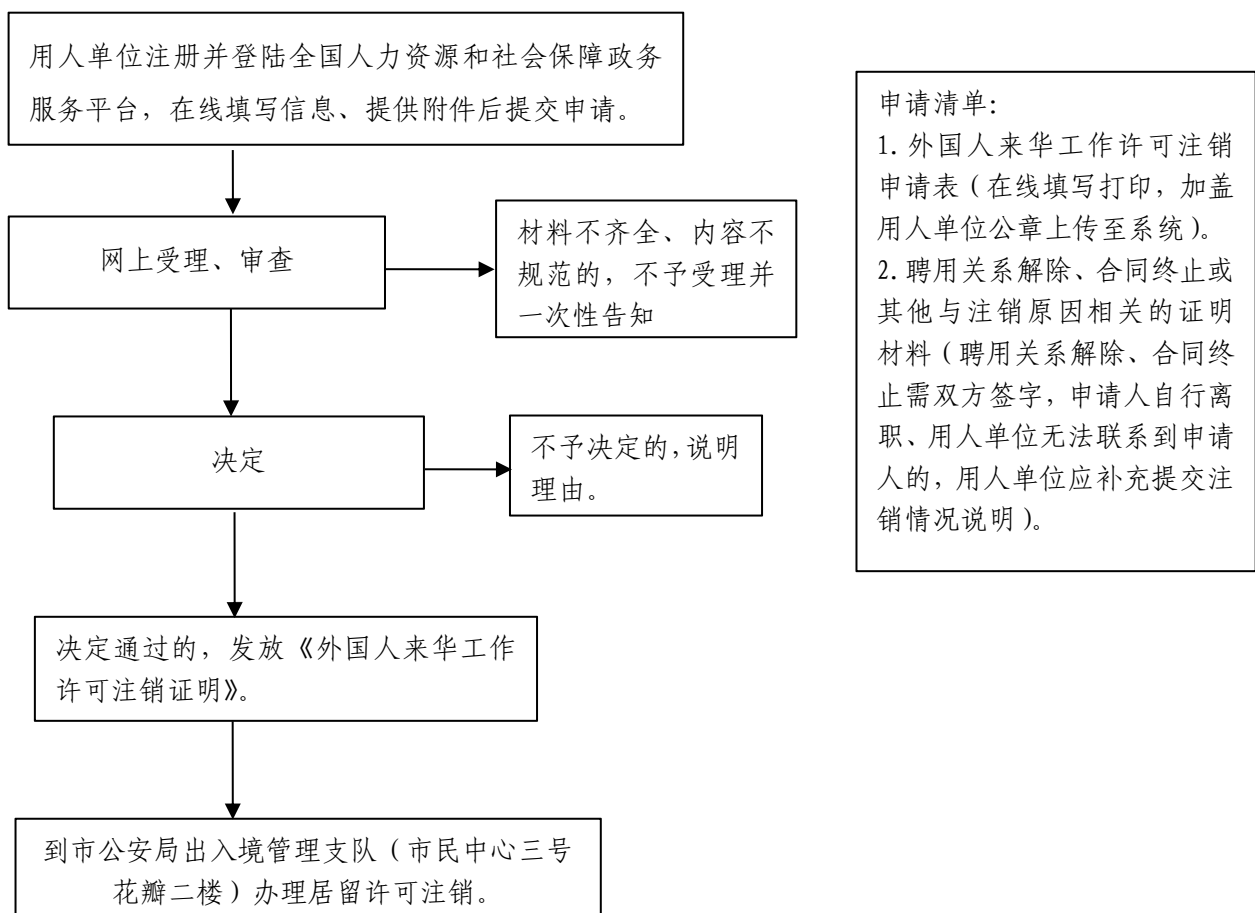 用人单位注册并登陆全国人力资源和社会保障政务
服务平台，在线填写信息、提供附件后提交申请。
网上受理、审查
材料不齐全、内容不
规范的，不予受理并
一次性告知
决定
不予决定的，说明
理由。
决定通过的，发放《外国人来华工作
许可注销证明》。
到市公安局出入境管理支队（市民中心三号
花瓣二楼）办理居留许可注销。
申请清单：
1.外国人来华工作许可注销
申请表（在线填写打印，加盖
用人单位公章上传至系统）。
2.聘用关系解除、合同终止或
其他与注销原因相关的证明
材料（聘用关系解除、合同终
止需双方签字，申请人自行离
职、用人单位无法联系到申请
人的，用人单位应补充提交注
销情况说明）。